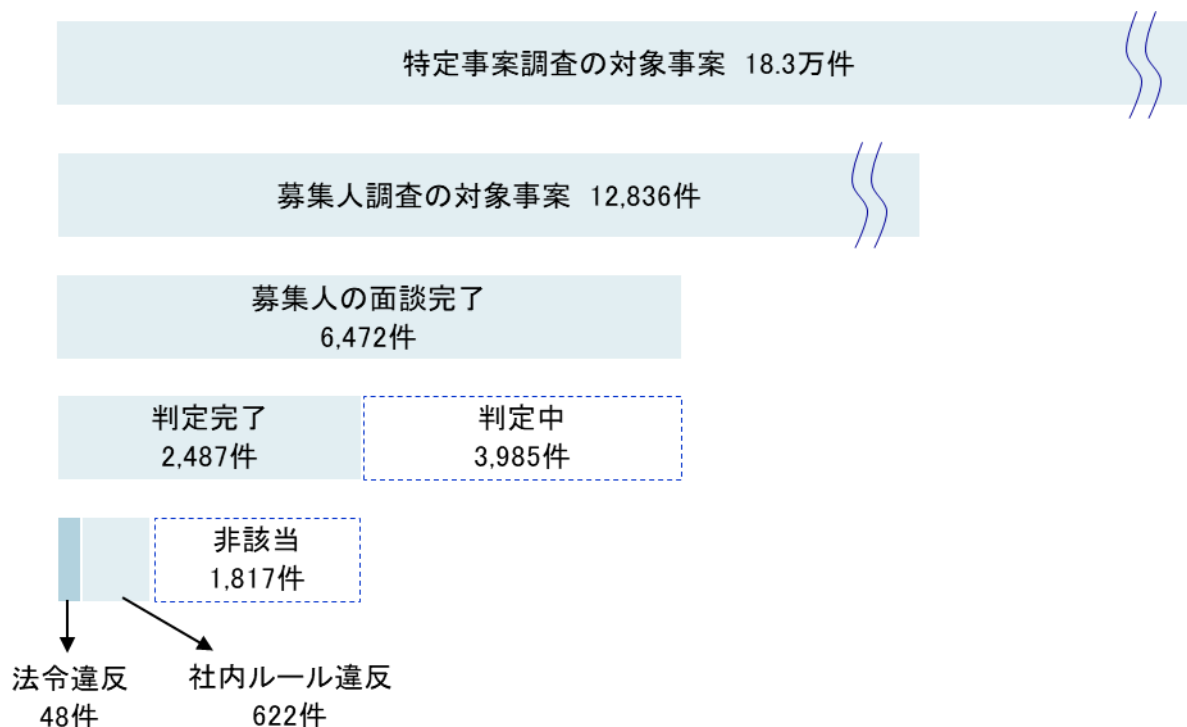 特定事案調査の対象事案 18.3万件
募集人調査の対象事案 12,836件
募集人の面談完了
6,472件
判定完了
2,487件
判定中
3,985件
非該当
1,817件
法令違反
48件
社内ルール違反
622件